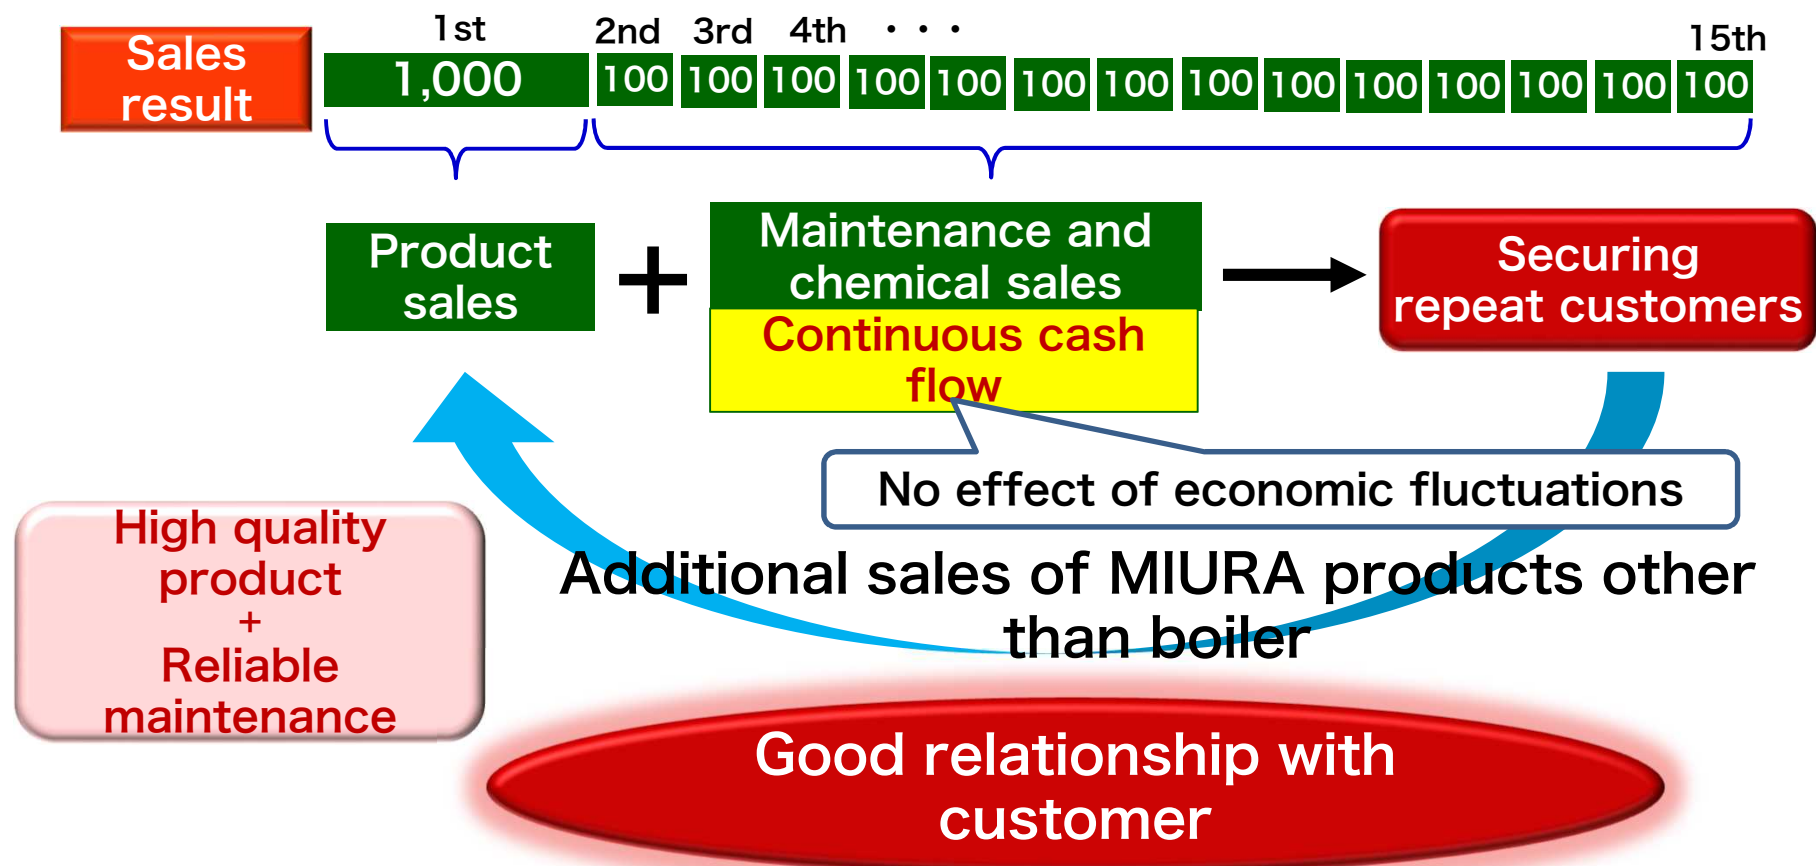 Sales
result
1st
2nd
3rd
4th
・・・
15th
1,000
100 100 100 100 100 100 100 100 100 100 100 100 100 100
Product
sales
+
Maintenance and
chemical sales
Continuous cash
flow
Securing
repeat customers
No effect of economic fluctuations
High quality
product
+
Reliable
maintenance
Additional sales of MIURA products other
than boiler
Good relationship with
customer